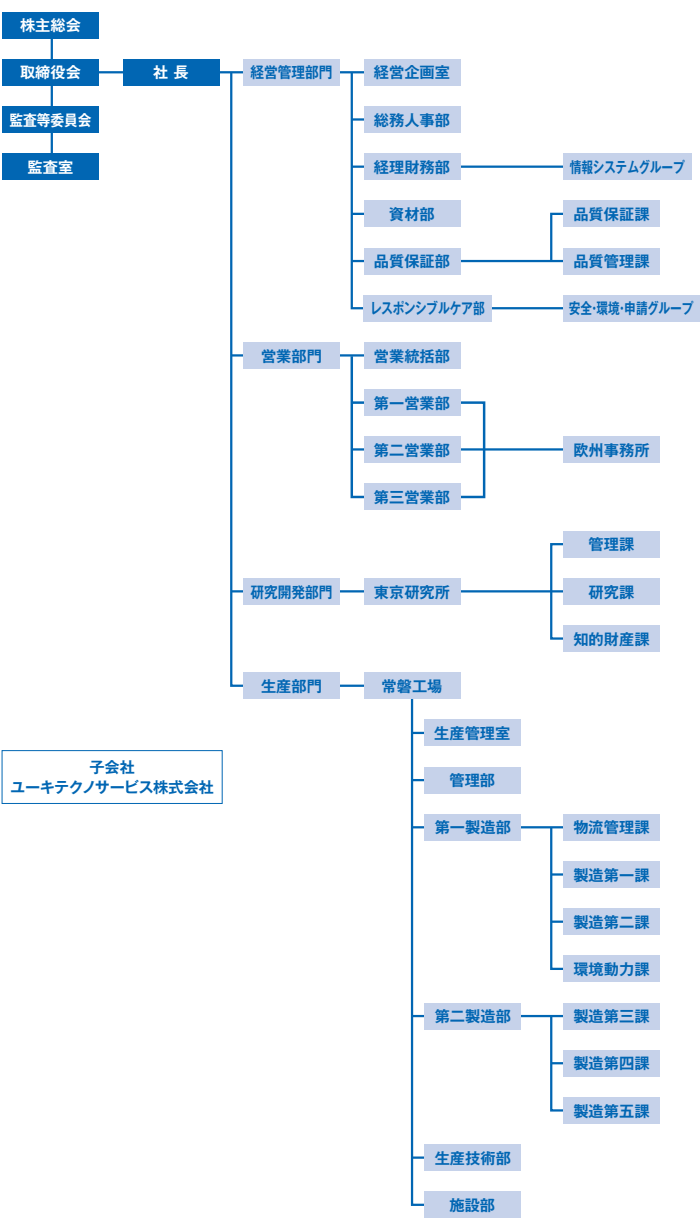 株主総会
取締役会
社 長
経営管理部門
経営企画室
監査等委員会
総務人事部
監査室
経理財務部
情報システムグループ
資材部
品質保証課
品質保証部
品質管理課
レスポンシブルケア部
安全・環境・申請グループ
営業部門
営業統括部
第一営業部
第二営業部
欧州事務所
第三営業部
管理課
研究開発部門
東京研究所
研究課
知的財産課
生産部門
常磐工場
生産管理室
子会社
ユーキテクノサービス株式会社
管理部
第一製造部
物流管理課
製造第一課
製造第二課
環境動力課
第二製造部
製造第三課
製造第四課
製造第五課
生産技術部
施設部